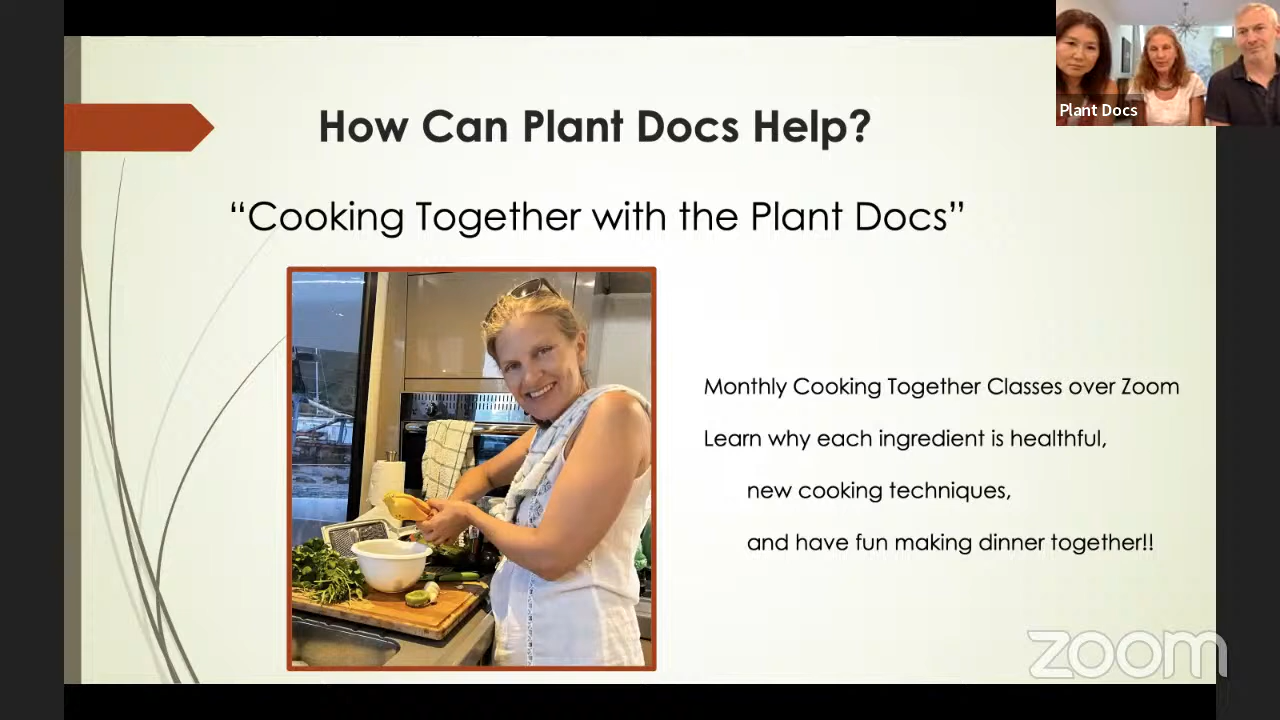 How Can Plant Docs Help?
“Cooking Together with the Plant Docs”
Plant Docs
Monthly Cooking Together Classes over Zoom
Learn why each ingredient is healthful,
new cooking techniques,
and have fun making dinner together!!
zoom